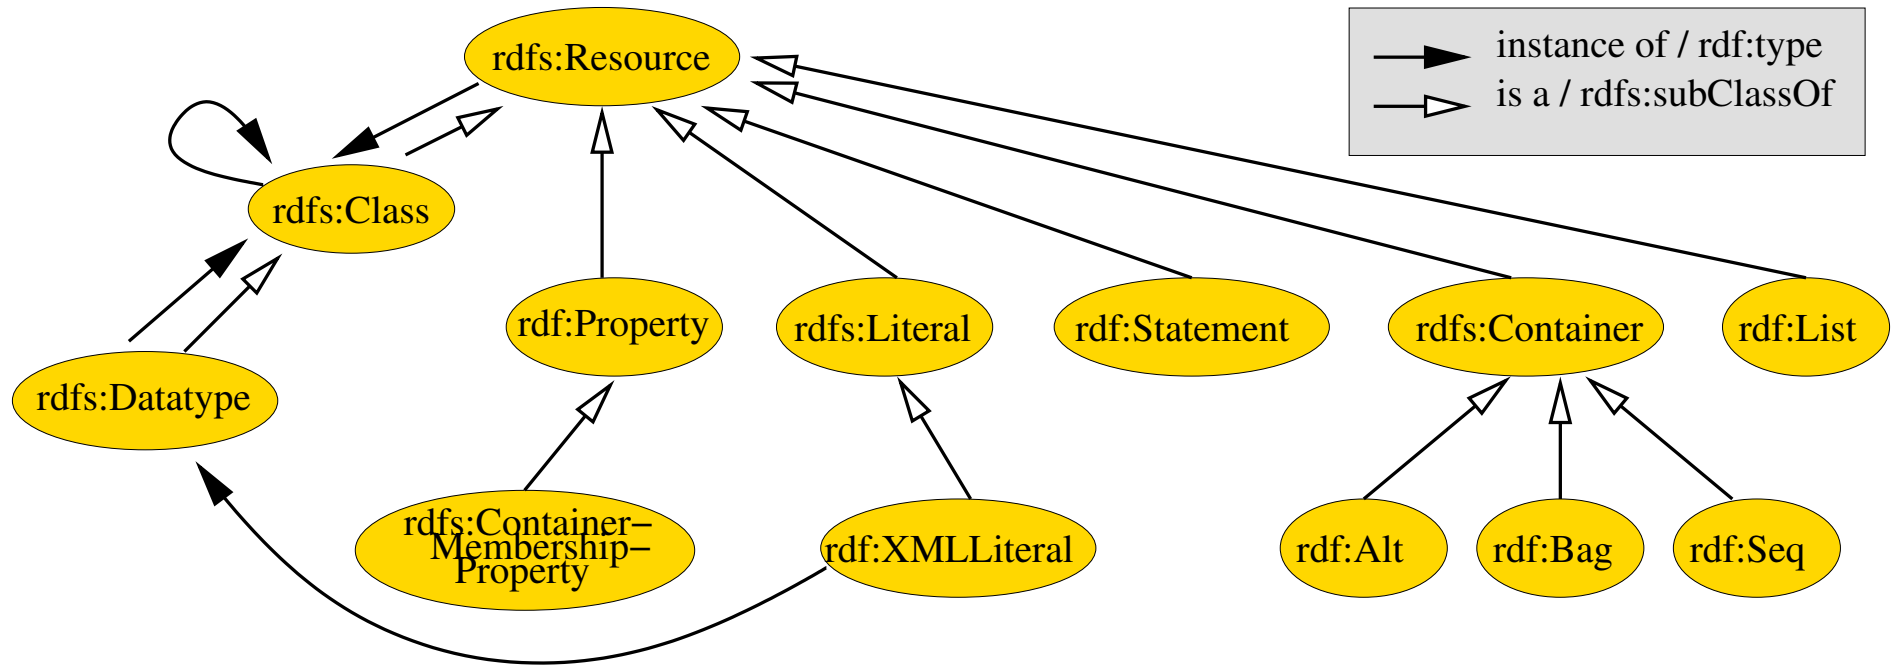 rdfs:Resource
instance of / rdf:type
is a / rdfs:subClassOf
rdfs:Class
rdf:Property
rdfs:Literal
rdf:Statement
rdfs:Container
rdf:List
rdfs:Datatype
rdfs:Container−
Membership−
Property
rdf:XMLLiteral
rdf:Alt
rdf:Bag
rdf:Seq